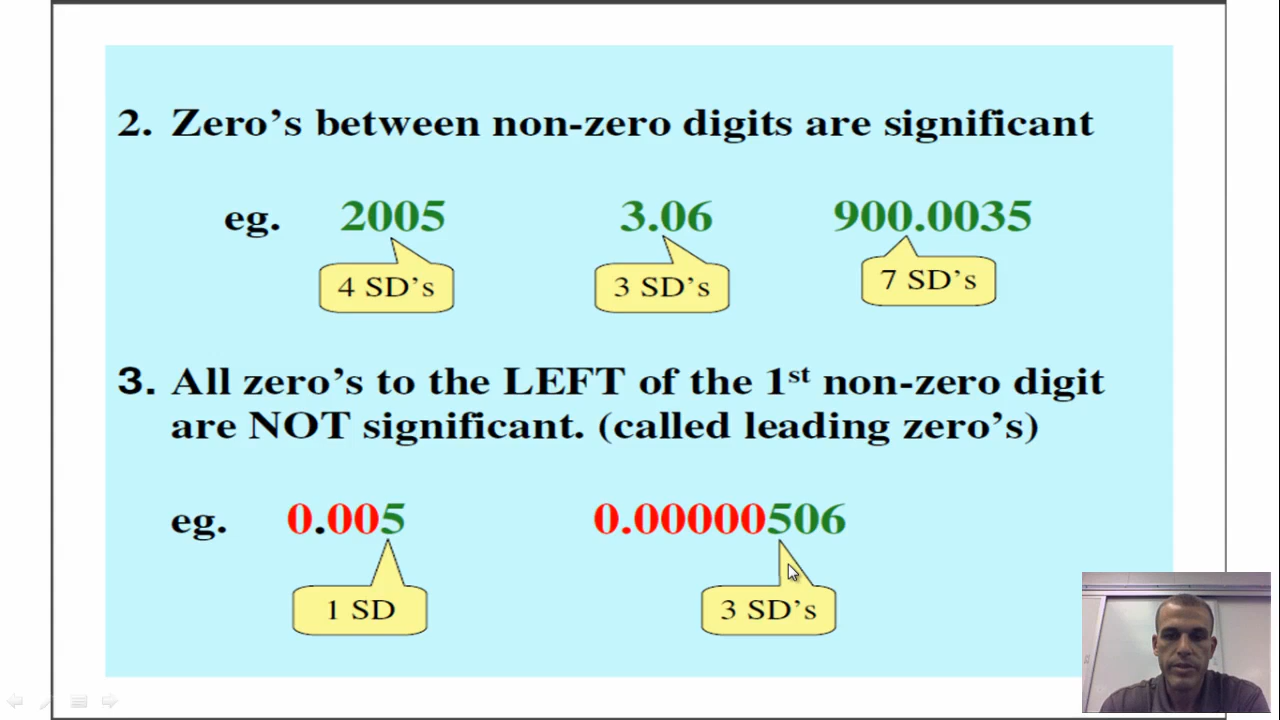 2. Zero’s between non-zero digits are significant
eg. 2005 3.06 900.0035
4 SD’s 3 SD’s 7 SD’s
3. All zero’s to the LEFT of the 1st non-zero digit
are NOT significant. (called leading zero’s)
eg. 0.005 0.00000506
1 SD 3 SD’s